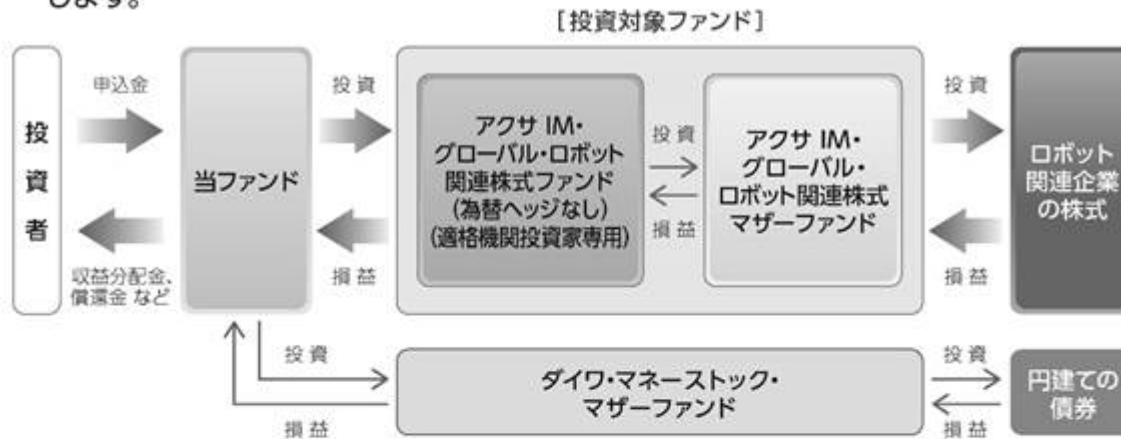 します。
[投資対象ファンド]
投資者
申込金
収益分配金、
償還金 など
当ファンド
投 資
損 益
アクサ IM・
グローバル・ロボット
関連株式ファンド
(為替ヘッジなし)
(適格機関投資家専用)
投 資
損 益
アクサ IM・
グローバル・
ロボット関連株式
マザーファンド
投 資
損 益
ロボット
関連企業
の株式
投 資
損 益
ダイワ・マネーストック・
マザーファンド
投 資
損 益
円建ての
債券